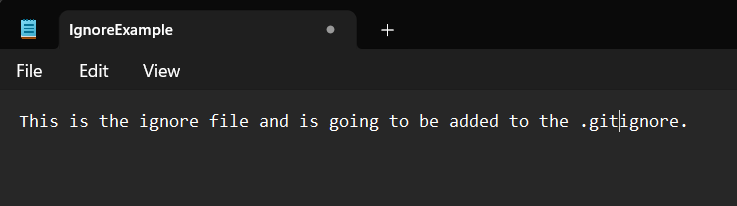 IgnoreExample
File Edit View
This is the ignore file and is going to be added to the .gitignore.